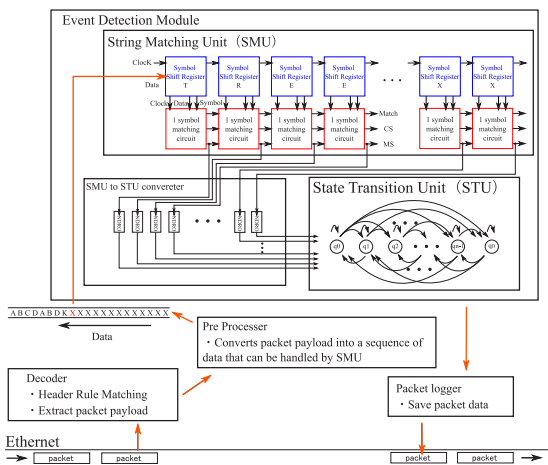 Event Detection Module
String Matching Unit（SMU）
ClocK
Data
Symbol
Shift Register
T
Symbol
Shift Register
R
Symbol
Shift Register
E
Symbol
Shift Register
E
・・・
Symbol
Shift Register
X
Symbol
Shift Register
X
Clock Data Symbol
1 symbol
matching
circuit
1 symbol
matching
circuit
1 symbol
matching
circuit
1 symbol
matching
circuit
1 symbol
matching
circuit
1 symbol
matching
circuit
Match
CS
MS
SMU to STU convereter
・・・
State Transition Unit（STU）
q0
q1
q2
・・・
qn-1
qn
A B C D A B D K X X X X X X X X X X X X X X
Data
Pre Processer
・Converts packet payload into a sequence of
data that can be handled by SMU
Decoder
・Header Rule Matching
・Extract packet payload
Packet logger
・Save packet data
Ethernet
packet
packet
packet
packet